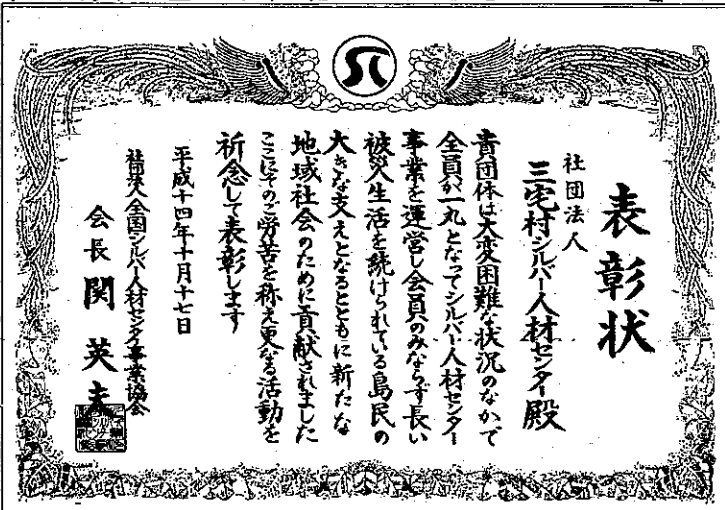 表彰状
社団法人
三宅村シルバー人材センター殿
貴団体は大変困難な状況のなかで
全員が一丸となってシルバー人材センター
事業を運営し会員のみならず長い
被災生活を続けられている島民の
大きな支えとなるとともに新たな
地域社会のために貢献されました
ここにそのご労苦を称え更なる活動を
祈念して表彰します
平成十四年十月十七日
社団法人全国シルバー人材センター事業協会
会長 関 英夫